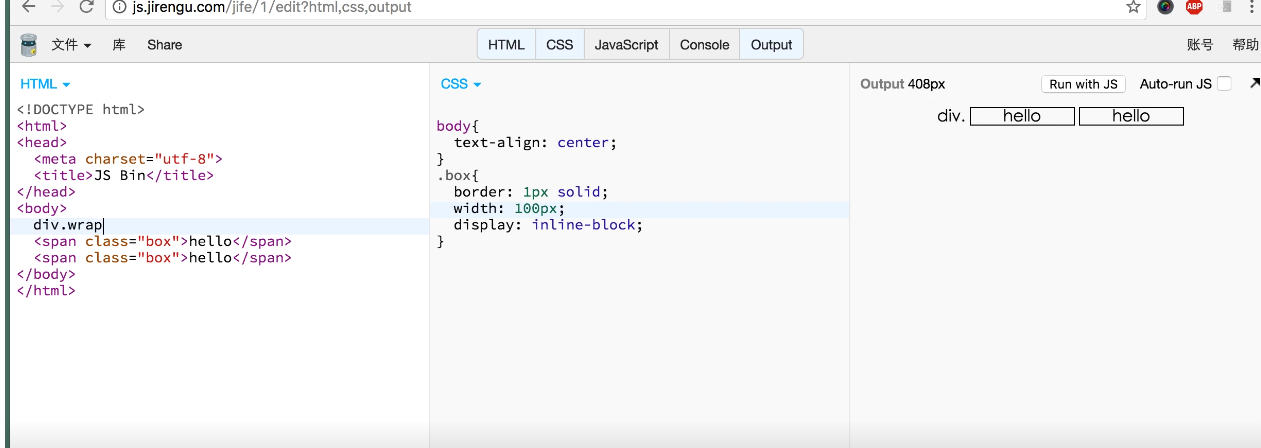 js.jirengu.com/jife/1/edit?html,css,output
ABP
文件 库 Share HTML CSS JavaScript Console Output 账号 帮助
HTML
<!DOCTYPE html>
<html>
<head>
<meta charset="utf-8">
<title>JS Bin</title>
</head>
<body>
div.wrap
<span class="box">hello</span>
<span class="box">hello</span>
</body>
</html>
CSS
body{
text-align: center;
}
.box{
border: 1px solid;
width: 100px;
display: inline-block;
}
Output 408px Run with JS Auto-run JS
div. hello hello